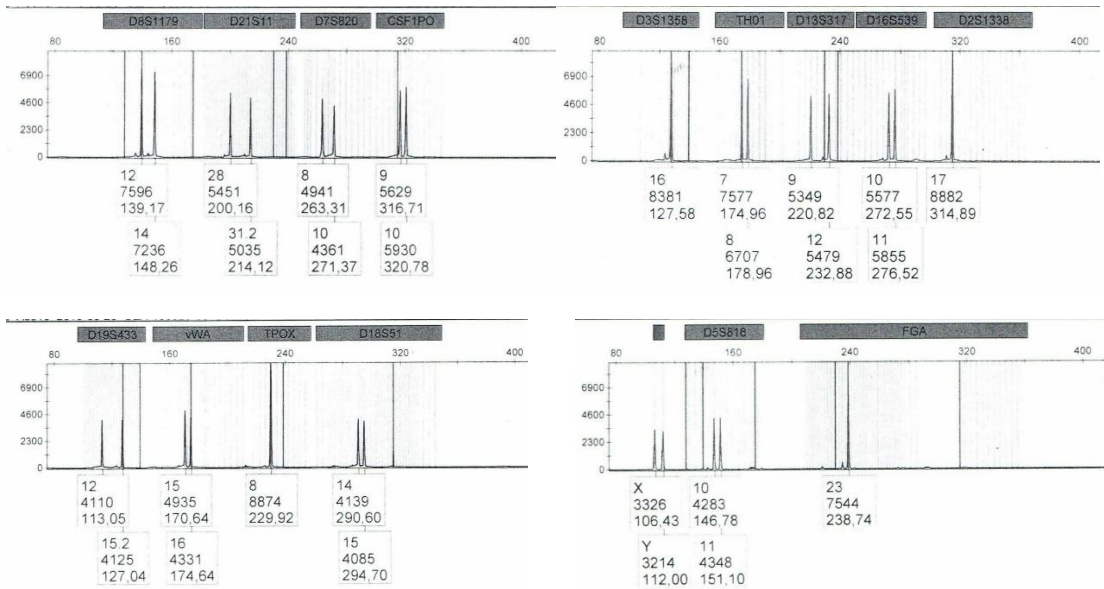 D8S1179 D21S11 D7S820 CSF1PO
80 160 240 320 400
6900
4600
2300
0
12 28 8 9
7596 5451 4941 5629
139,17 200,16 263,31 316,71
14 31.2 10 10
7236 5035 4361 5930
148,26 214,12 271,37 320,78
D3S1358 TH01 D13S317 D16S539 D2S1338
80 160 240 320 400
6900
4600
2300
0
16 7 9 10 17
8381 7577 5349 5577 8882
127,58 174,96 220,82 272,55 314,89
8 12 11
6707 5479 5855
178,96 232,88 276,52
D19S433 vWA TPOX D18S51
80 160 240 320 400
6900
4600
2300
0
12 15 8 14
4110 4935 8874 4139
113,05 170,64 229,92 290,60
15.2 16 15
4125 4331 4085
127,04 174,64 294,70
D5S818 FGA
80 160 240 320 400
6900
4600
2300
0
X 10 23
3326 4283 7544
106,43 146,78 238,74
Y 11
3214 4348
112,00 151,10